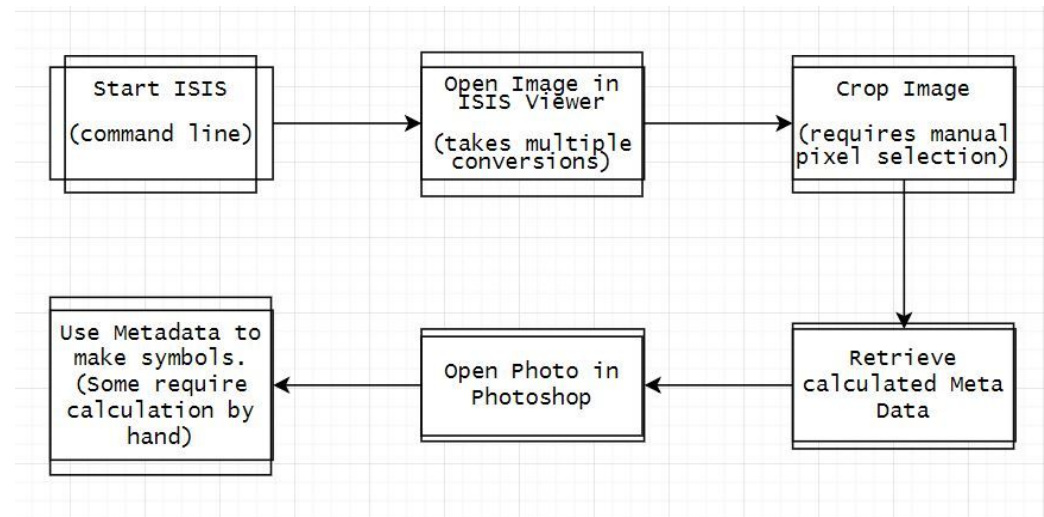 Start ISIS
(command line)
Open Image in
ISIS Viewer
(takes multiple
conversions)
Crop Image
(requires manual
pixel selection)
Retrieve
calculated Meta
Data
Open Photo in
Photoshop
Use Metadata to
make symbols.
(Some require
calculation by
hand)